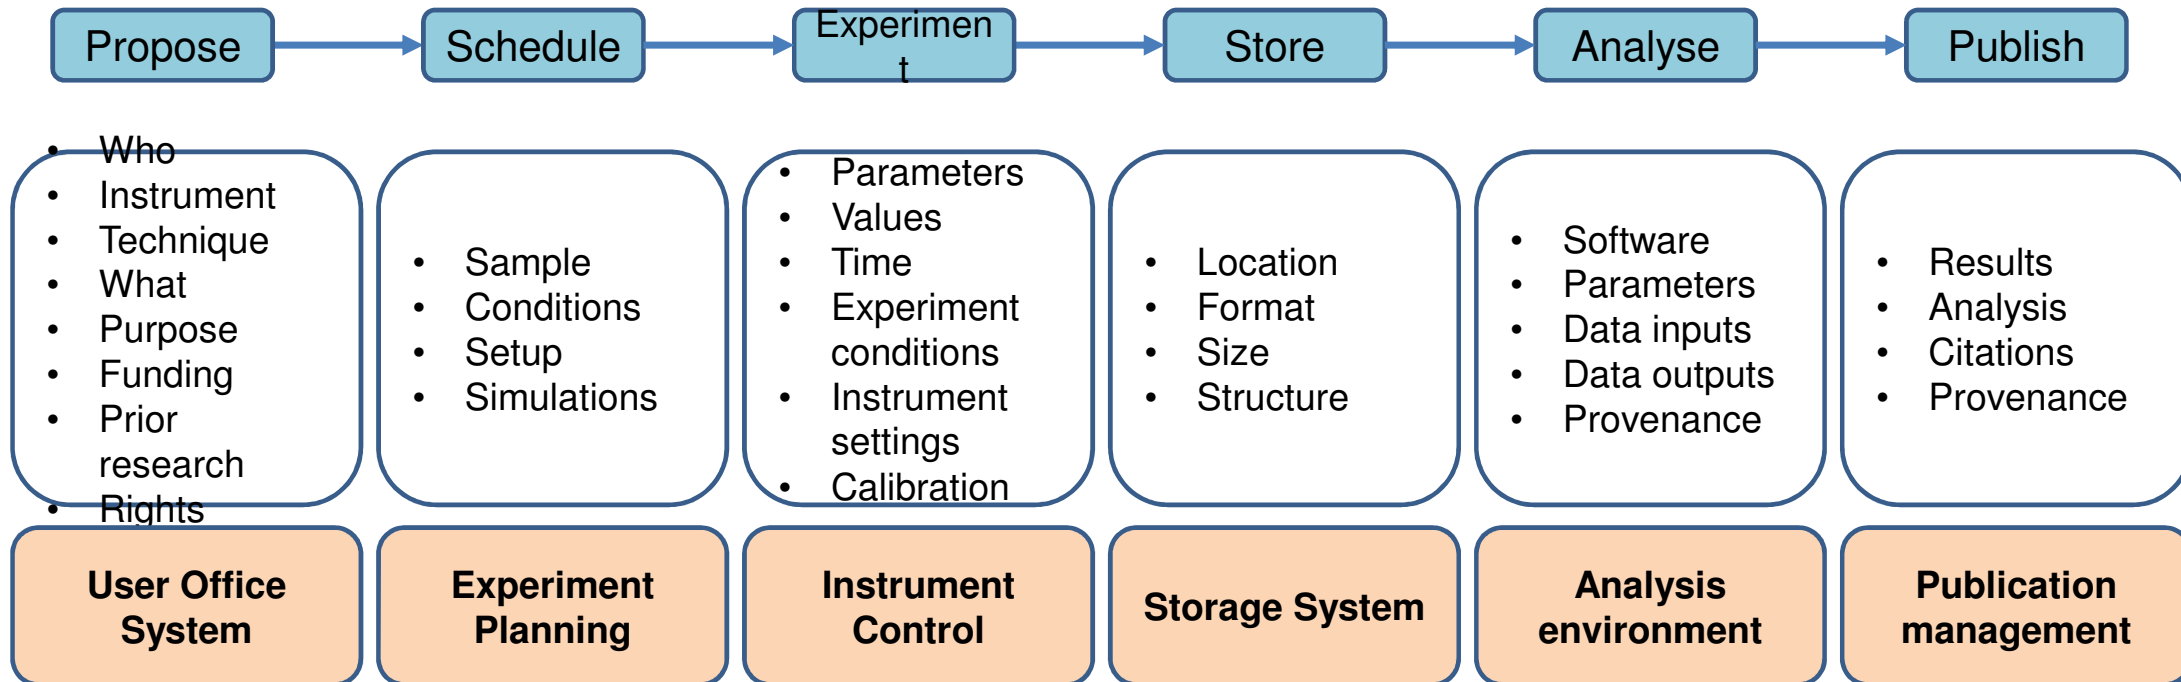 Propose
Schedule
Experimen
t
Store
Analyse
Publish
• Who
• Instrument
• Technique
• What
• Purpose
• Funding
• Prior
research
• Rights
• Sample
• Conditions
• Setup
• Simulations
• Parameters
• Values
• Time
• Experiment
conditions
• Instrument
settings
• Calibration
• Location
• Format
• Size
• Structure
• Software
• Parameters
• Data inputs
• Data outputs
• Provenance
• Results
• Analysis
• Citations
• Provenance
User Office
System
Experiment
Planning
Instrument
Control
Storage System
Analysis
environment
Publication
management